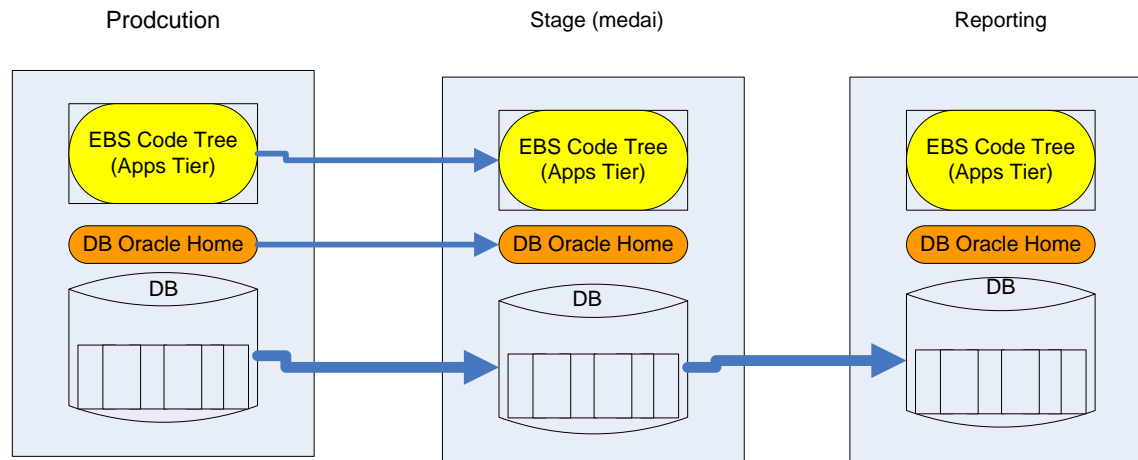 Prodcution
Stage (medai)
Reporting
EBS Code Tree
(Apps Tier)
EBS Code Tree
(Apps Tier)
EBS Code Tree
(Apps Tier)
DB Oracle Home
DB Oracle Home
DB Oracle Home
DB
DB
DB